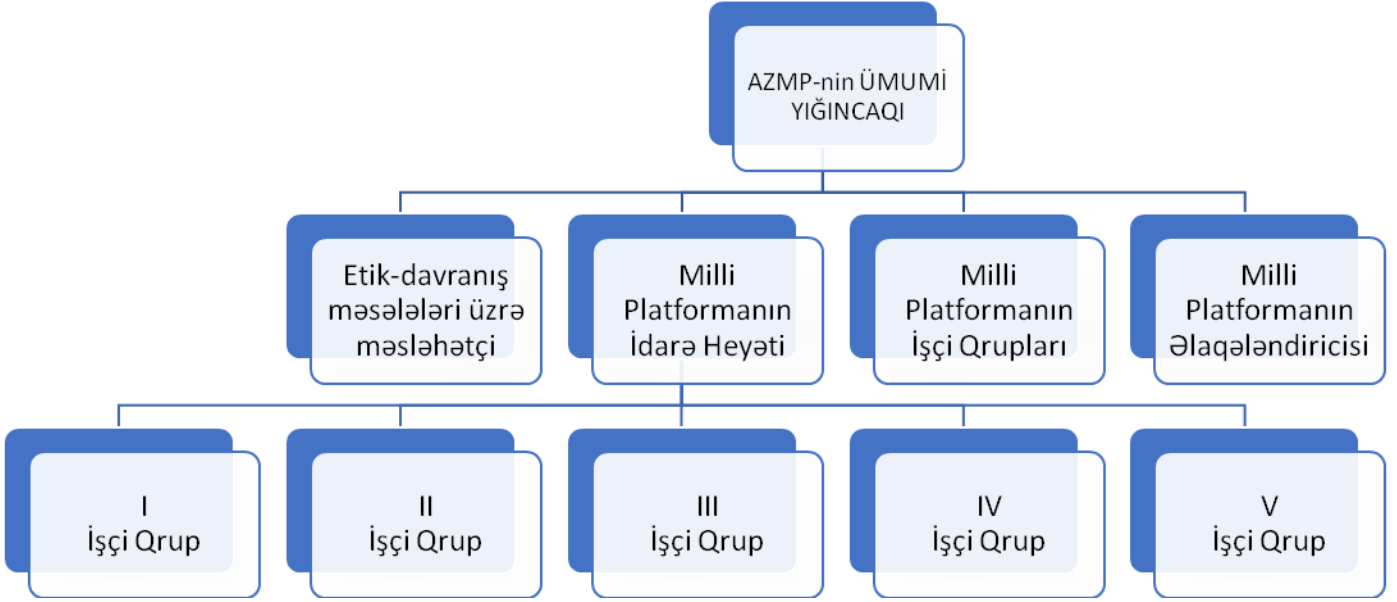 AZMP-nin ÜMUMİ
YIĞINCAQI
Etik-davranış
məsələləri üzrə
məsləhətçi
Milli
Platformanın
İdarə Heyəti
Milli
Platformanın
İşçi Qrupları
Milli
Platformanın
Əlaqələndiricisi
I
İşçi Qrup
II
İşçi Qrup
III
İşçi Qrup
IV
İşçi Qrup
V
İşçi Qrup